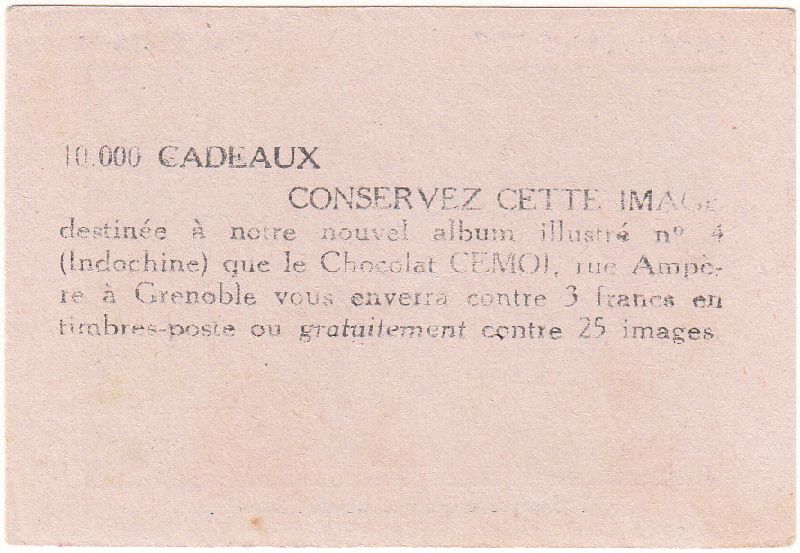 10.000 CADEAUX
CONSERVEZ CETTE IMAGE
destinée à notre nouvel album illustré nº 4
(Indochine) que le Chocolat CEMOI, rue Ampè-
re à Grenoble vous enverra contre 3 francs en
timbres-poste ou gratuitement contre 25 images